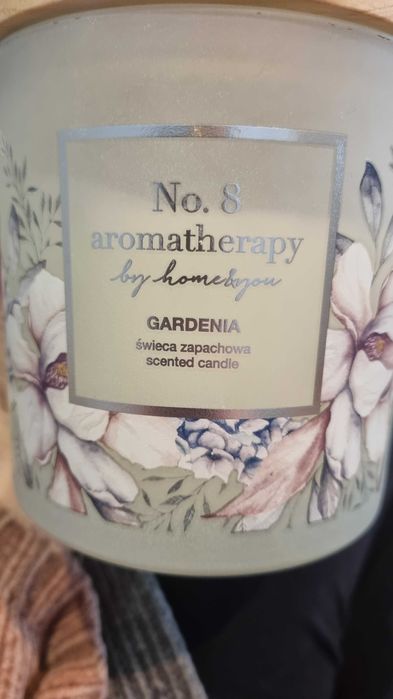 No. 8
aromatherapy
by home&you
GARDENIA
świeca zapachowa
scented candle